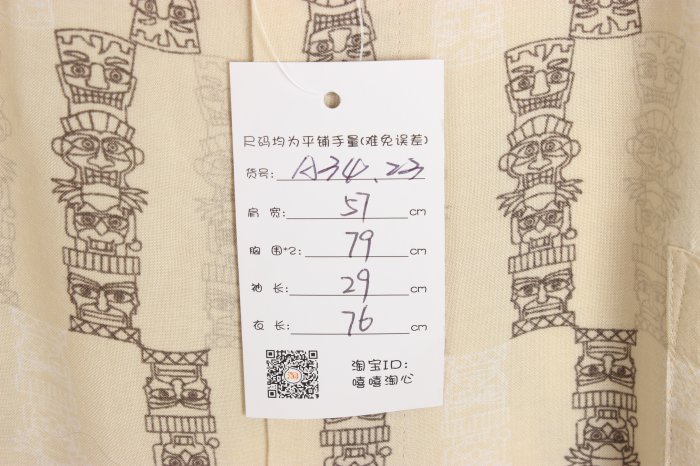 尺码均为平铺手量(难免误差)
货号: A34.23
肩 宽: 57 cm
胸 围*2: 79 cm
袖 长: 29 cm
衣 长: 76 cm
淘宝ID:
嘻嘻淘心